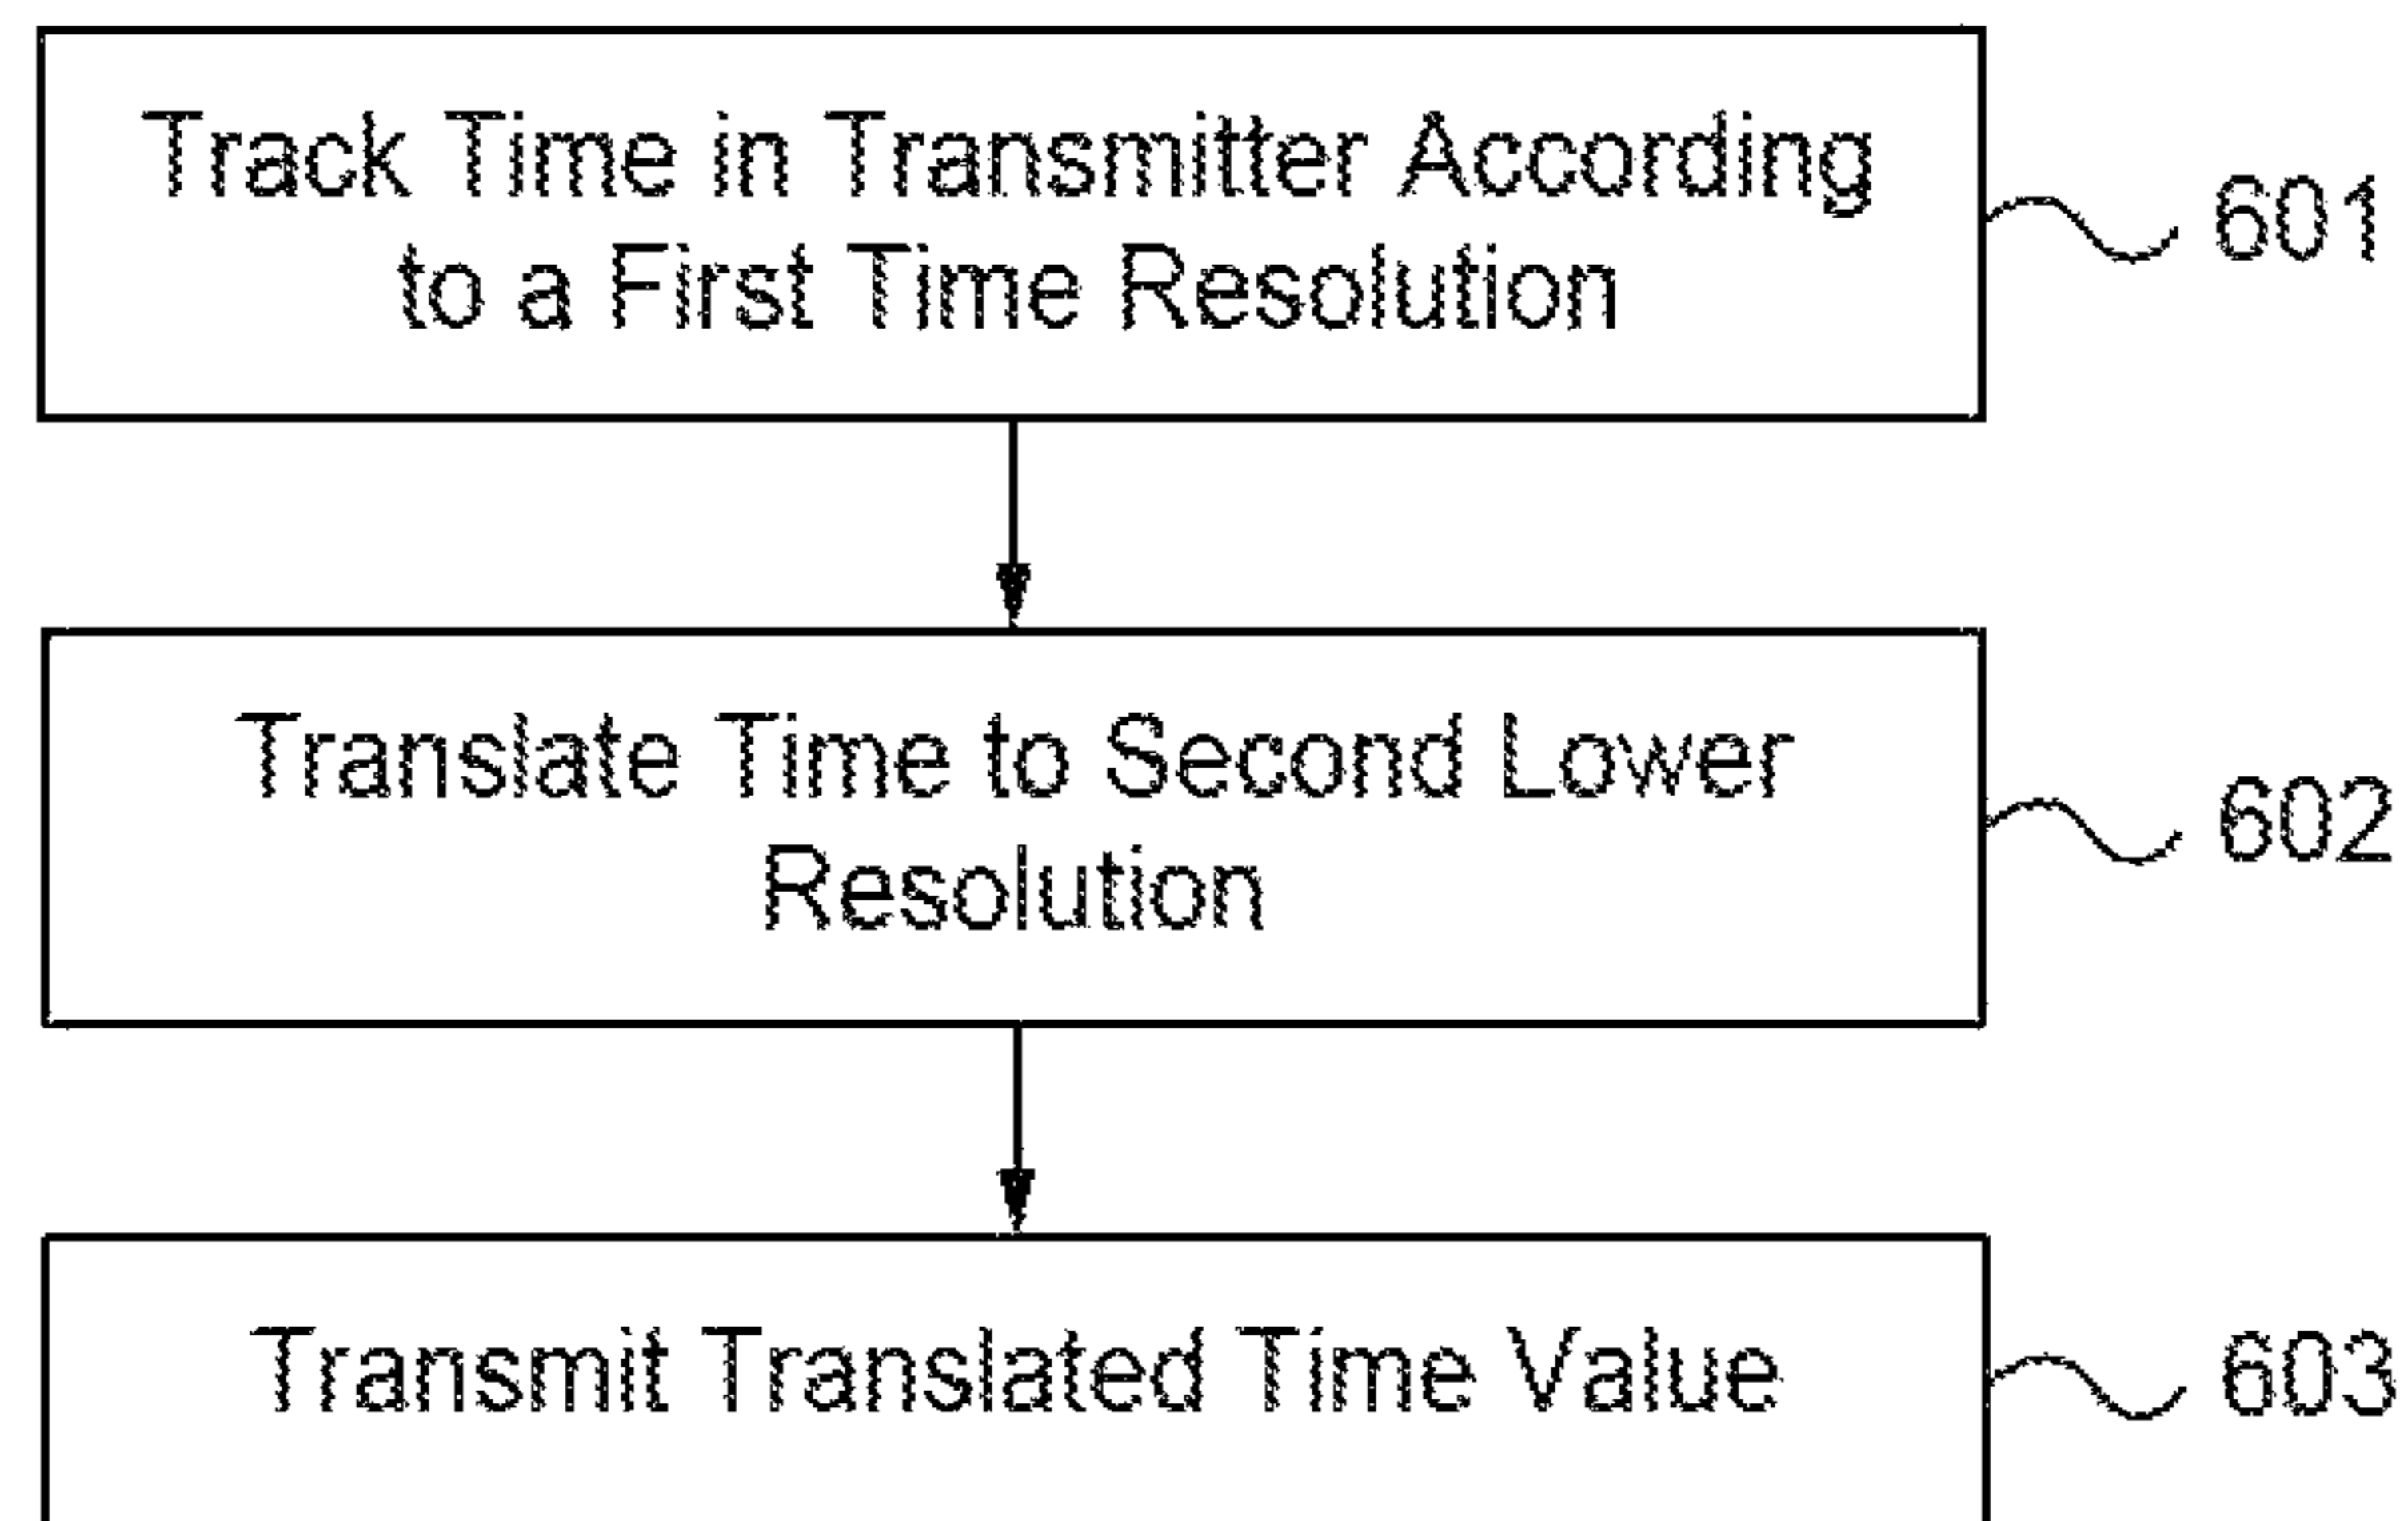 Track Time in Transmitter According
to a First Time Resolution
601
Translate Time to Second Lower
Resolution
602
Transmit Translated Time Value
603